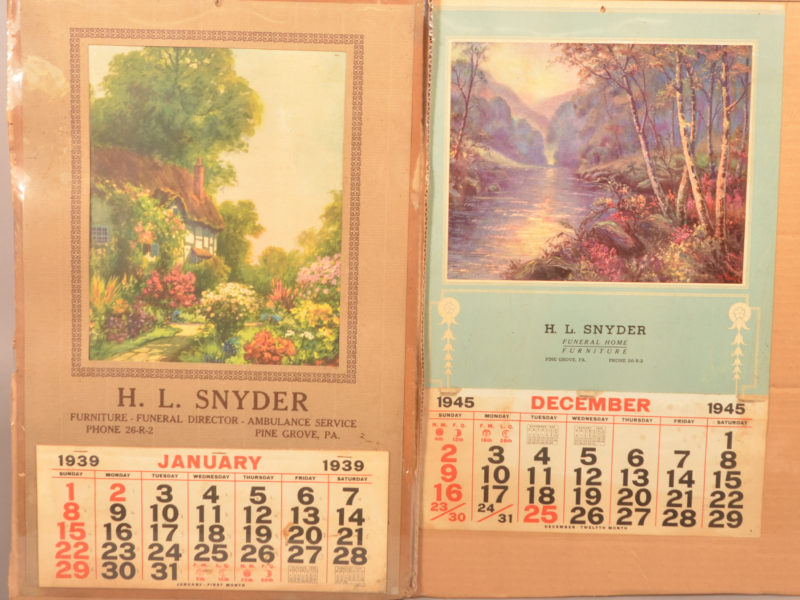 H. L. SNYDER
FURNITURE - FUNERAL DIRECTOR - AMBULANCE SERVICE
PHONE 26-R-2 PINE GROVE, PA.
1939 JANUARY 1939
SUNDAY MONDAY TUESDAY WEDNESDAY THURSDAY FRIDAY SATURDAY
1 2 3 4 5 6 7
8 9 10 11 12 13 14
15 16 17 18 19 20 21
22 23 24 25 26 27 28
29 30 31
JANUARY - FIRST MONTH
H. L. SNYDER
FUNERAL HOME
FURNITURE
PINE GROVE, PA. PHONE 26-R-2
1945 DECEMBER 1945
SUNDAY MONDAY TUESDAY WEDNESDAY THURSDAY FRIDAY SATURDAY
N. M. F. Q. F. M. L. Q.
1
2 3 4 5 6 7 8
9 10 11 12 13 14 15
16 17 18 19 20 21 22
23/30 24/31 25 26 27 28 29
DECEMBER - TWELFTH MONTH